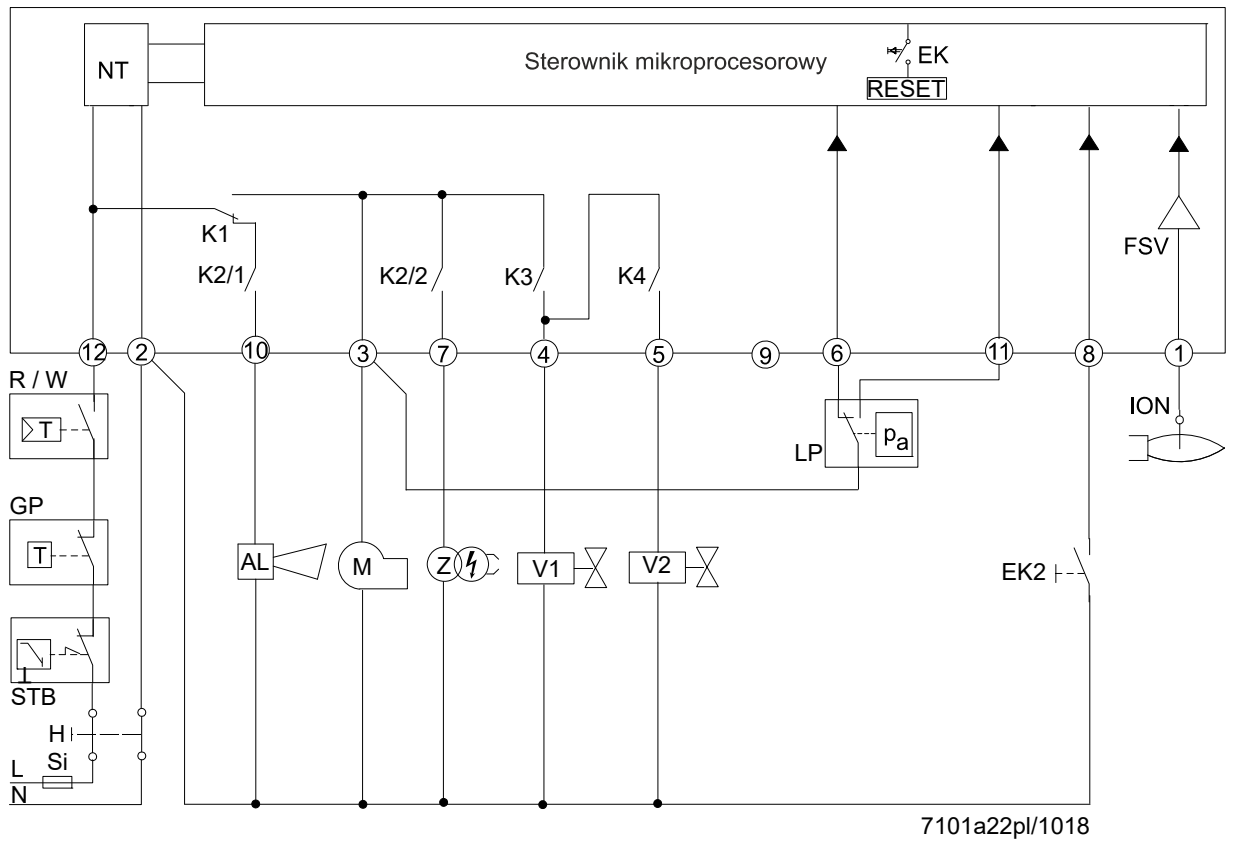 NT
Sterownik mikroprocesorowy
EK
RESET
FSV
K1
K2/1
K2/2
K3
K4
12
2
10
3
7
4
5
9
6
11
8
1
R / W
T
LP
pa
ION
GP
T
AL
M
Z
V1
V2
EK2
STB
H
Si
L
N
7101a22pl/1018